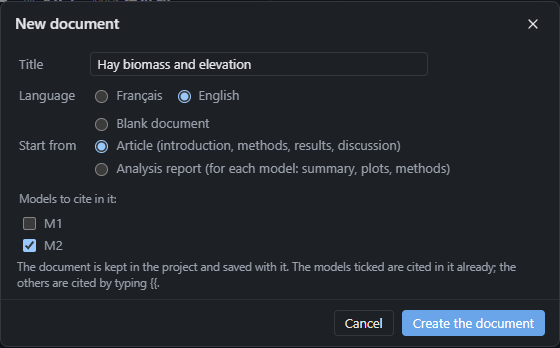 New document
Title
Hay biomass and elevation
Language
Français
English
Blank document
Start from
Article (introduction, methods, results, discussion)
Analysis report (for each model: summary, plots, methods)
Models to cite in it:
M1
M2
The document is kept in the project and saved with it. The models ticked are cited in it already; the
others are cited by typing {{.
Cancel
Create the document